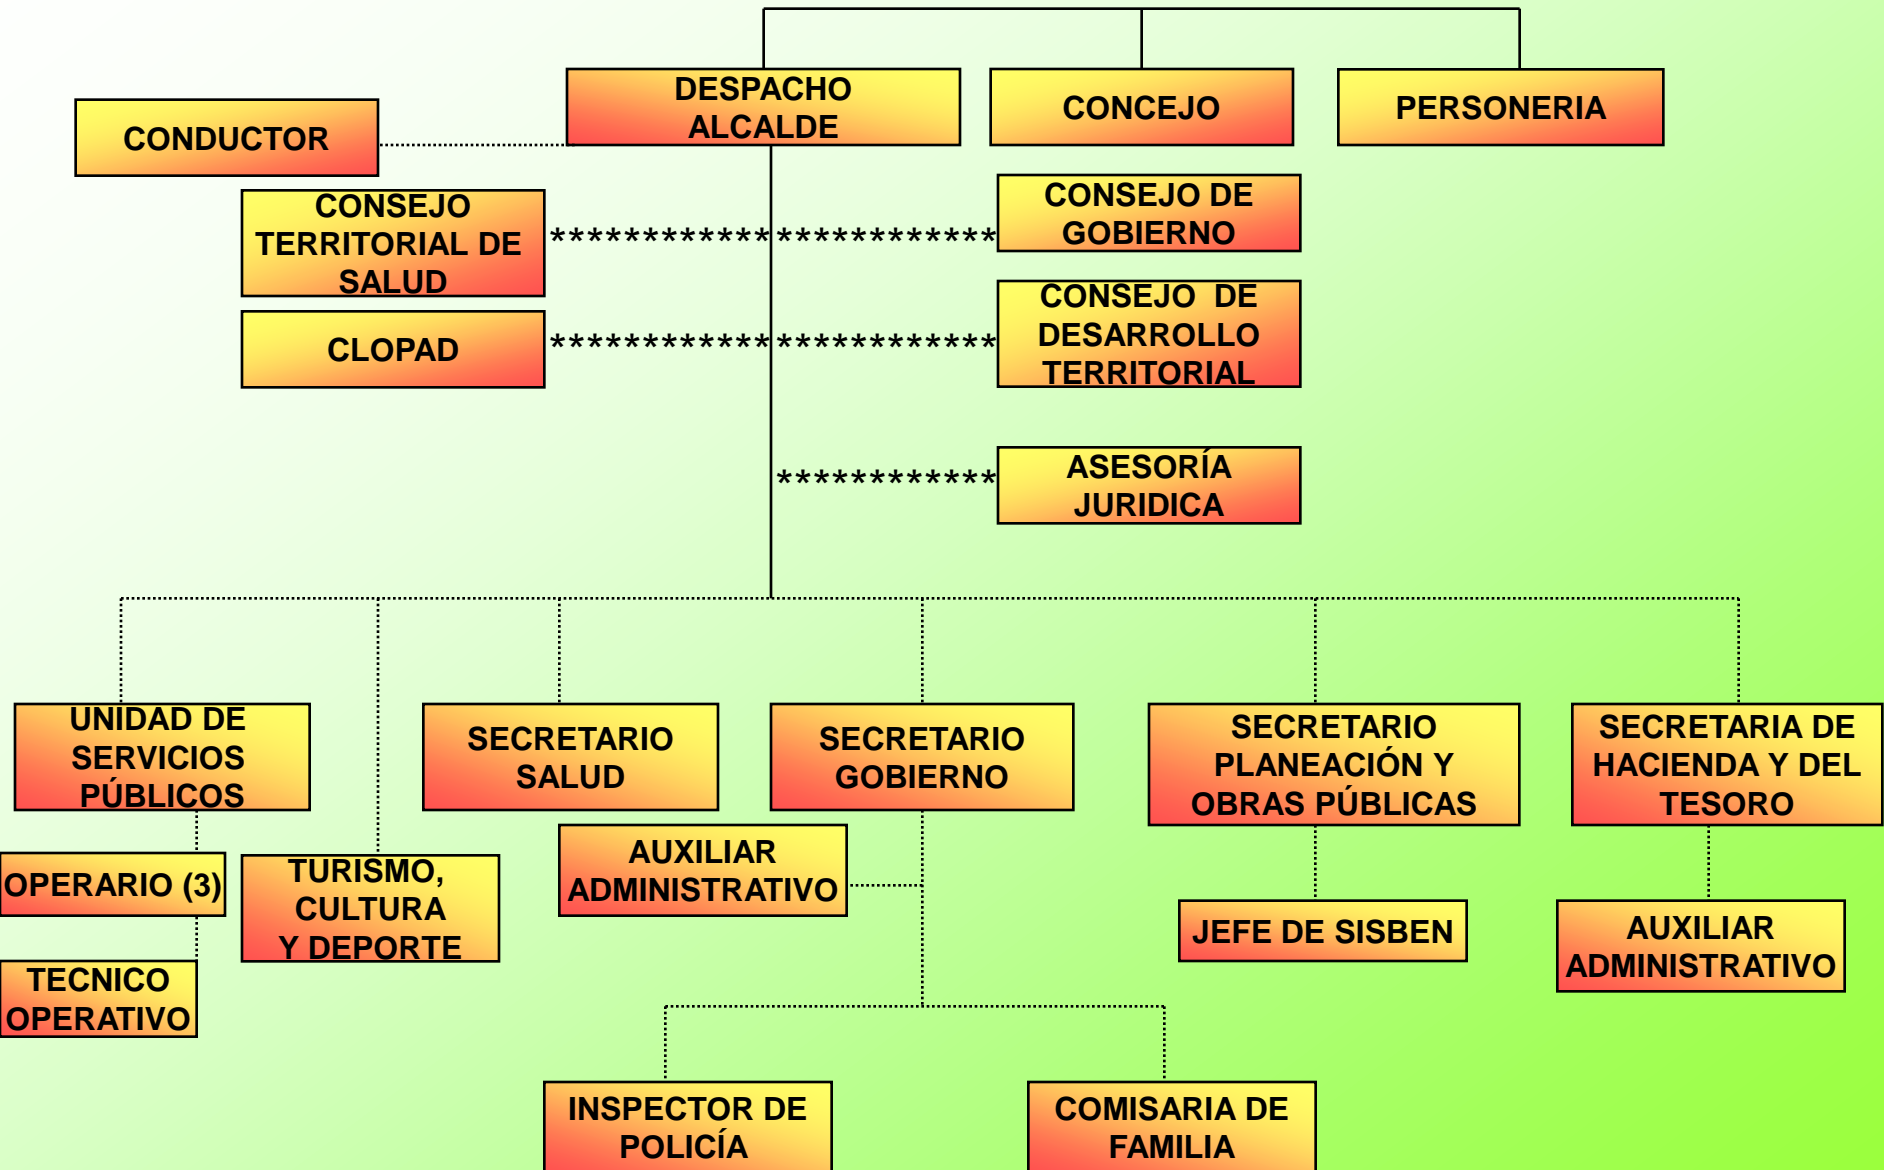 DESPACHO
ALCALDE
CONCEJO
PERSONERIA
CONDUCTOR
CONSEJO
TERRITORIAL DE
SALUD
************
************
CONSEJO DE
GOBIERNO
CLOPAD
************
************
CONSEJO DE
DESARROLLO
TERRITORIAL
************
ASESORÍA
JURIDICA
UNIDAD DE
SERVICIOS
PÚBLICOS
SECRETARIO
SALUD
SECRETARIO
GOBIERNO
SECRETARIO
PLANEACIÓN Y
OBRAS PÚBLICAS
SECRETARIA DE
HACIENDA Y DEL
TESORO
OPERARIO (3)
TURISMO,
CULTURA
Y DEPORTE
AUXILIAR
ADMINISTRATIVO
JEFE DE SISBEN
AUXILIAR
ADMINISTRATIVO
TECNICO
OPERATIVO
INSPECTOR DE
POLICÍA
COMISARIA DE
FAMILIA